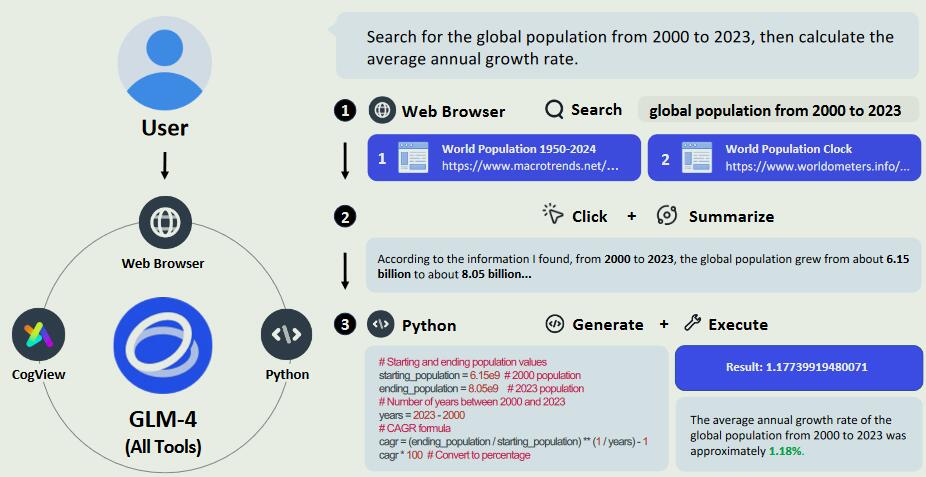 Search for the global population from 2000 to 2023, then calculate the
average annual growth rate.
User
1 Web Browser Search global population from 2000 to 2023
1 World Population 1950-2024
https://www.macrotrends.net/...
2 World Population Clock
https://www.worldometers.info/...
2 Click + Summarize
According to the information I found, from 2000 to 2023, the global population grew from about 6.15
billion to about 8.05 billion...
3 Python Generate + Execute
# Starting and ending population values
starting_population = 6.15e9 # 2000 population
ending_population = 8.05e9 # 2023 population
# Number of years between 2000 and 2023
years = 2023 - 2000
# CAGR formula
cagr = (ending_population / starting_population) ** (1 / years) - 1
cagr * 100 # Convert to percentage
Result: 1.17739919480071
The average annual growth rate of the
global population from 2000 to 2023 was
approximately 1.18%.
Web Browser
CogView
Python
GLM-4
(All Tools)